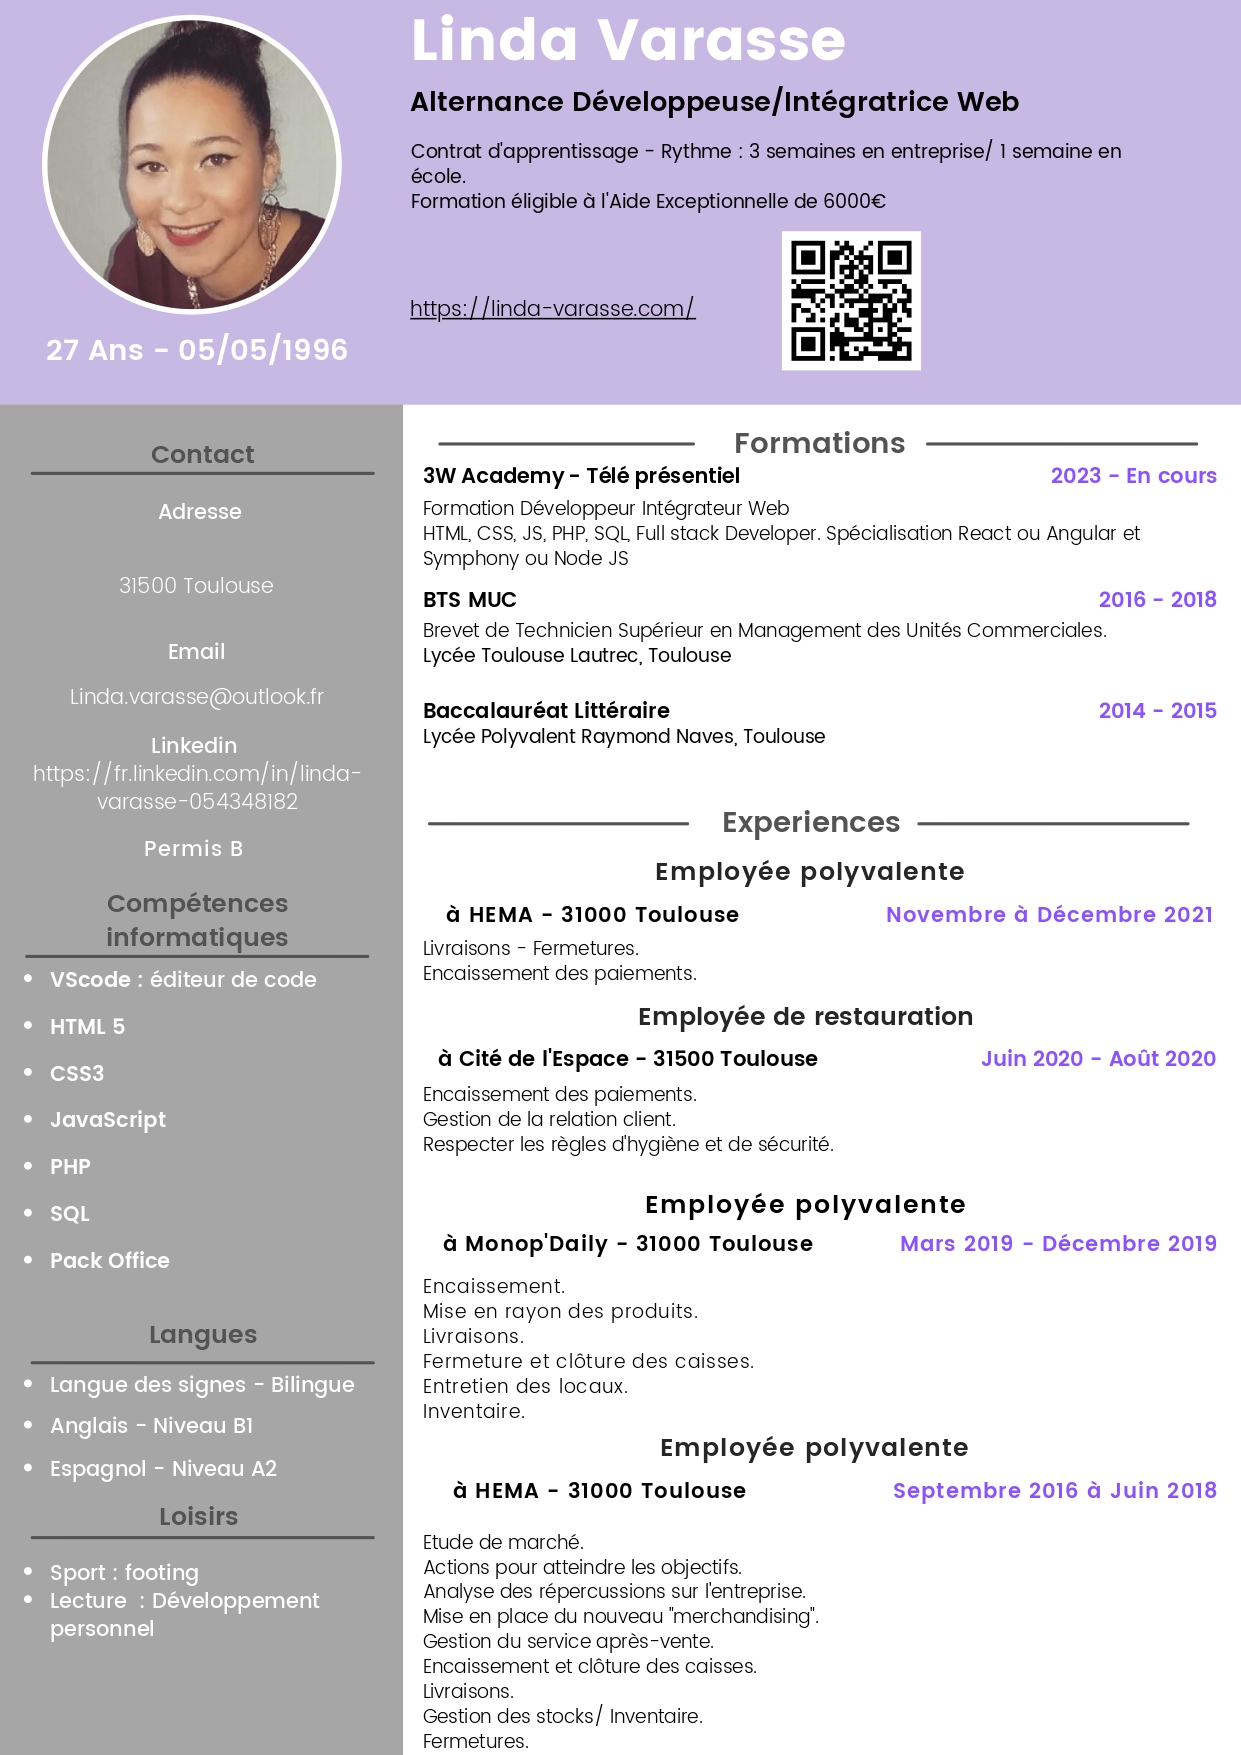 Linda Varasse
Alternance Développeuse/Intégratrice Web
Contrat d'apprentissage - Rythme : 3 semaines en entreprise/ 1 semaine en
école.
Formation éligible à l'Aide Exceptionnelle de 6000€
https://linda-varasse.com/
27 Ans - 05/05/1996
Contact
Adresse
31500 Toulouse
Email
Linda.varasse@outlook.fr
Linkedin
https://fr.linkedin.com/in/linda-
varasse-054348182
Permis B
Compétences
informatiques
• VScode : éditeur de code
• HTML 5
• CSS3
• JavaScript
• PHP
• SQL
• Pack Office
Langues
• Langue des signes - Bilingue
• Anglais - Niveau B1
• Espagnol - Niveau A2
Loisirs
• Sport : footing
• Lecture : Développement
personnel
Formations
3W Academy - Télé présentiel 2023 - En cours
Formation Développeur Intégrateur Web
HTML, CSS, JS, PHP, SQL, Full stack Developer. Spécialisation React ou Angular et
Symphony ou Node JS
BTS MUC 2016 - 2018
Brevet de Technicien Supérieur en Management des Unités Commerciales.
Lycée Toulouse Lautrec, Toulouse
Baccalauréat Littéraire 2014 - 2015
Lycée Polyvalent Raymond Naves, Toulouse
Experiences
Employée polyvalente
à HEMA - 31000 Toulouse Novembre à Décembre 2021
Livraisons - Fermetures.
Encaissement des paiements.
Employée de restauration
à Cité de l'Espace - 31500 Toulouse Juin 2020 - Août 2020
Encaissement des paiements.
Gestion de la relation client.
Respecter les règles d'hygiène et de sécurité.
Employée polyvalente
à Monop'Daily - 31000 Toulouse Mars 2019 - Décembre 2019
Encaissement.
Mise en rayon des produits.
Livraisons.
Fermeture et clôture des caisses.
Entretien des locaux.
Inventaire.
Employée polyvalente
à HEMA - 31000 Toulouse Septembre 2016 à Juin 2018
Etude de marché.
Actions pour atteindre les objectifs.
Analyse des répercussions sur l'entreprise.
Mise en place du nouveau "merchandising".
Gestion du service après-vente.
Encaissement et clôture des caisses.
Livraisons.
Gestion des stocks/ Inventaire.
Fermetures.